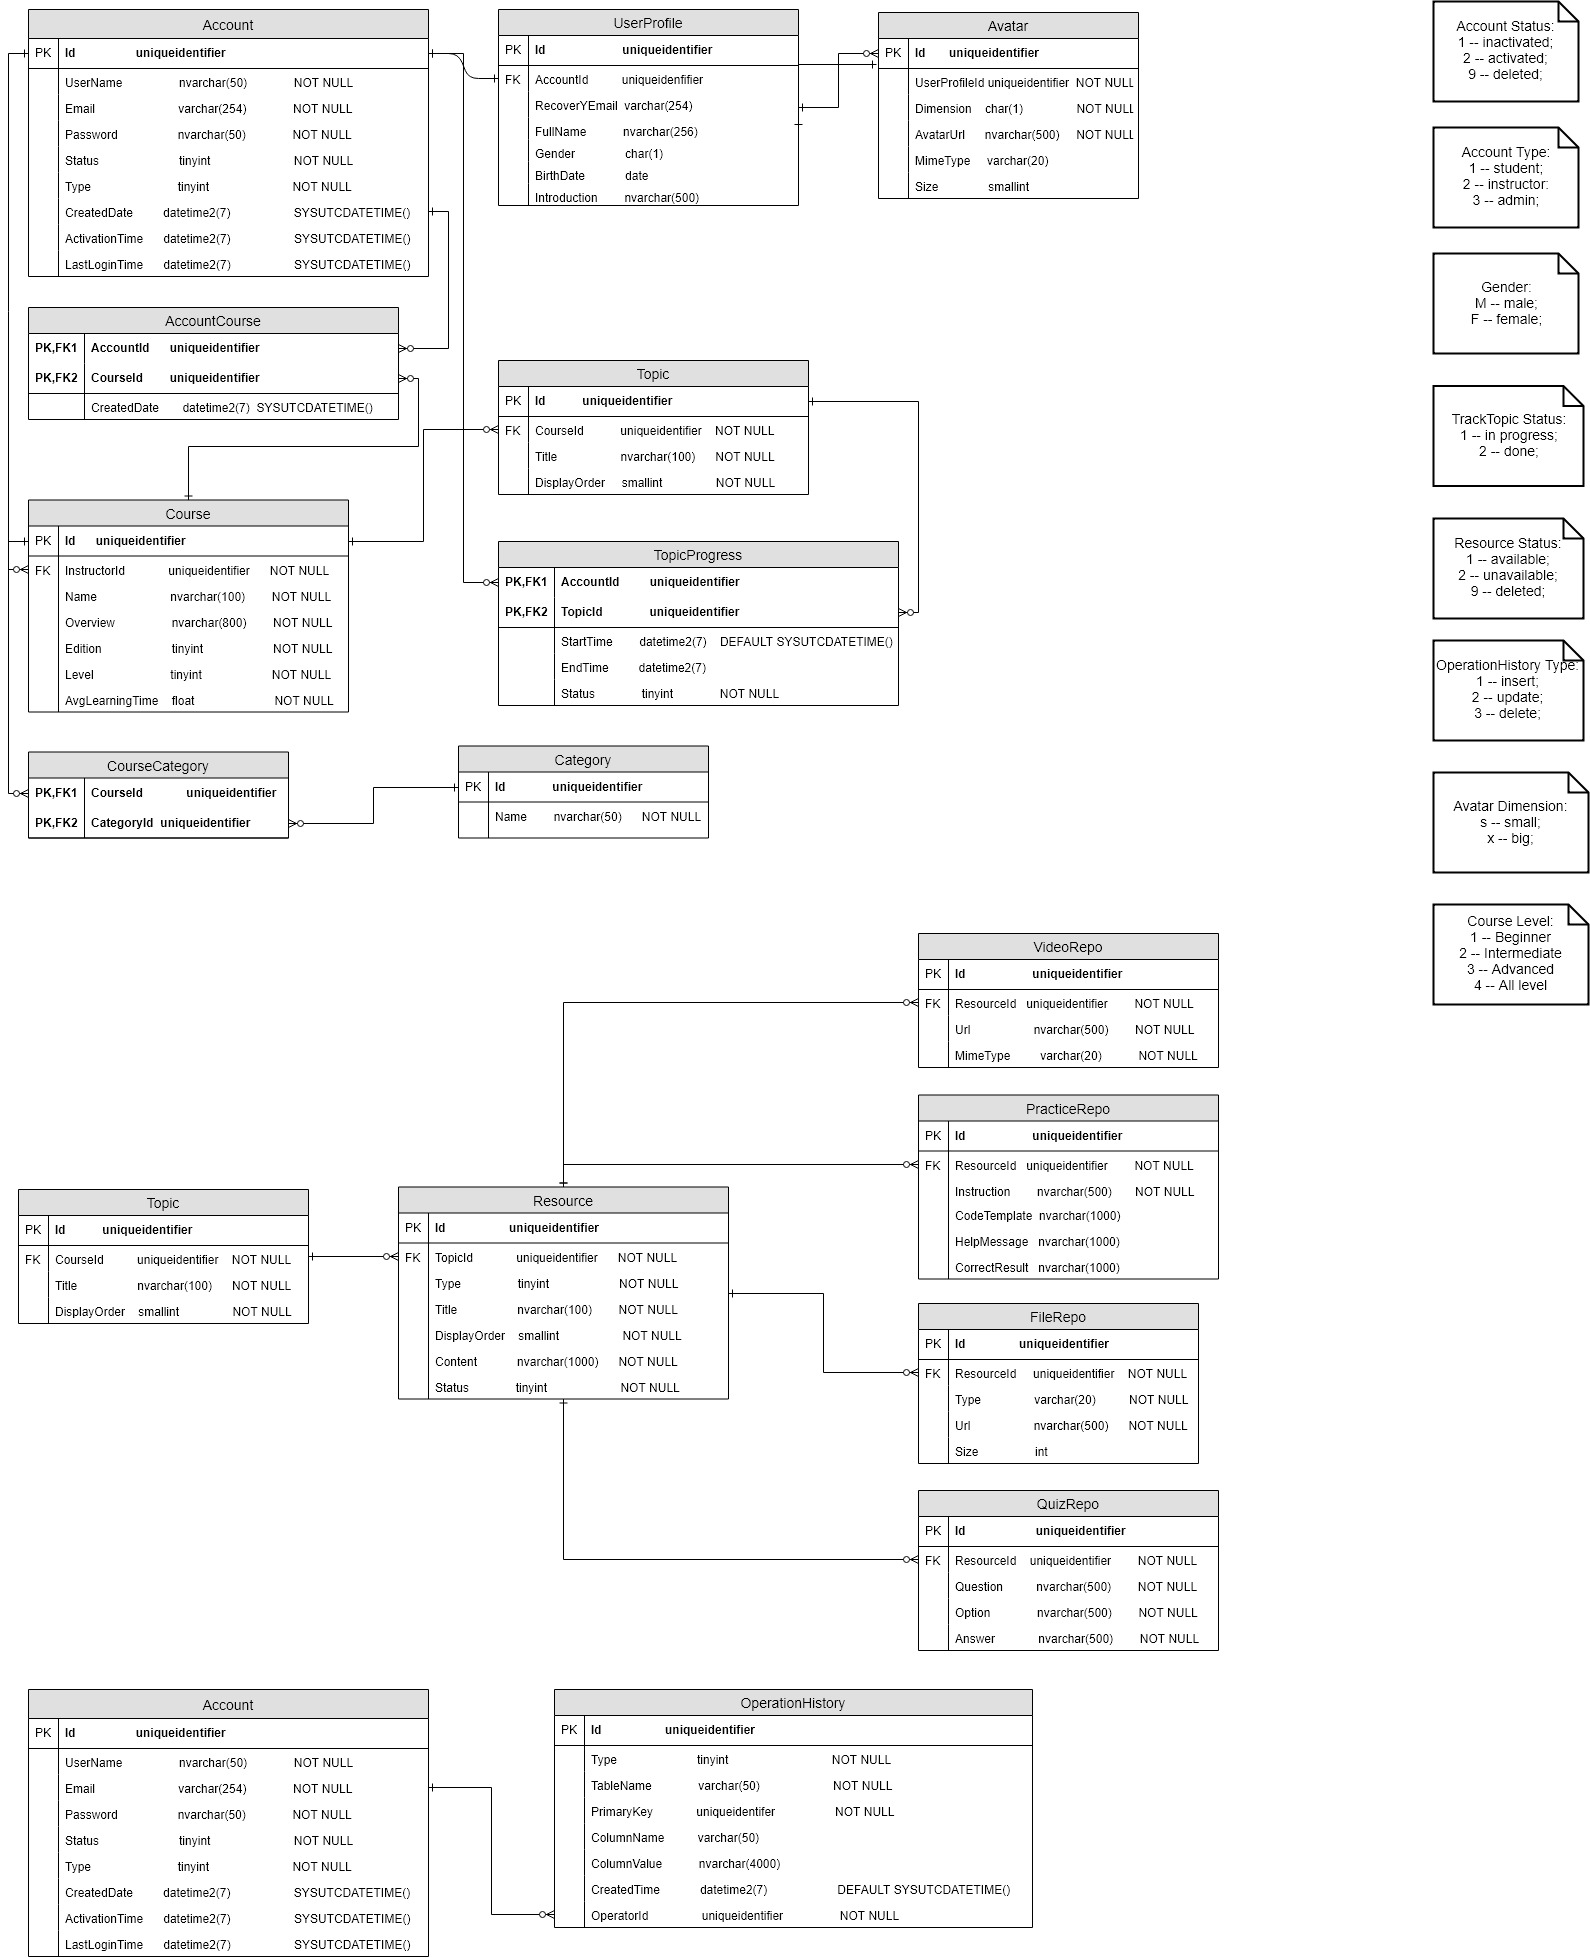 Account
PK Id uniqueidentifier
UserName nvarchar(50) NOT NULL
Email varchar(254) NOT NULL
Password nvarchar(50) NOT NULL
Status tinyint NOT NULL
Type tinyint NOT NULL
CreatedDate datetime2(7) SYSUTCDATETIME()
ActivationTime datetime2(7) SYSUTCDATETIME()
LastLoginTime datetime2(7) SYSUTCDATETIME()
UserProfile
PK Id uniqueidentifier
FK AccountId uniqueidenfifier
RecoverYEmail varchar(254)
FullName nvarchar(256)
Gender char(1)
BirthDate date
Introduction nvarchar(500)
Avatar
PK Id uniqueidentifier
UserProfileId uniqueidentifier NOT NULL
Dimension char(1) NOT NULL
AvatarUrl nvarchar(500) NOT NULL
MimeType varchar(20)
Size smallint
Account Status:
1 -- inactivated;
2 -- activated;
9 -- deleted;
Account Type:
1 -- student;
2 -- instructor:
3 -- admin;
Gender:
M -- male;
F -- female;
AccountCourse
PK,FK1 AccountId uniqueidentifier
PK,FK2 CourseId uniqueidentifier
CreatedDate datetime2(7) SYSUTCDATETIME()
Topic
PK Id uniqueidentifier
FK CourseId uniqueidentifier NOT NULL
Title nvarchar(100) NOT NULL
DisplayOrder smallint NOT NULL
TrackTopic Status:
1 -- in progress;
2 -- done;
Course
PK Id uniqueidentifier
FK InstructorId uniqueidentifier NOT NULL
Name nvarchar(100) NOT NULL
Overview nvarchar(800) NOT NULL
Edition tinyint NOT NULL
Level tinyint NOT NULL
AvgLearningTime float NOT NULL
TopicProgress
PK,FK1 AccountId uniqueidentifier
PK,FK2 TopicId uniqueidentifier
StartTime datetime2(7) DEFAULT SYSUTCDATETIME()
EndTime datetime2(7)
Status tinyint NOT NULL
Resource Status:
1 -- available;
2 -- unavailable;
9 -- deleted;
OperationHistory Type:
1 -- insert;
2 -- update;
3 -- delete;
CourseCategory
PK,FK1 CourseId uniqueidentifier
PK,FK2 CategoryId uniqueidentifier
Category
PK Id uniqueidentifier
Name nvarchar(50) NOT NULL
Avatar Dimension:
s -- small;
x -- big;
Course Level:
1 -- Beginner
2 -- Intermediate
3 -- Advanced
4 -- All level
VideoRepo
PK Id uniqueidentifier
FK ResourceId uniqueidentifier NOT NULL
Url nvarchar(500) NOT NULL
MimeType varchar(20) NOT NULL
PracticeRepo
PK Id uniqueidentifier
FK ResourceId uniqueidentifier NOT NULL
Instruction nvarchar(500) NOT NULL
CodeTemplate nvarchar(1000)
HelpMessage nvarchar(1000)
CorrectResult nvarchar(1000)
Topic
PK Id uniqueidentifier
FK CourseId uniqueidentifier NOT NULL
Title nvarchar(100) NOT NULL
DisplayOrder smallint NOT NULL
Resource
PK Id uniqueidentifier
FK TopicId uniqueidentifier NOT NULL
Type tinyint NOT NULL
Title nvarchar(100) NOT NULL
DisplayOrder smallint NOT NULL
Content nvarchar(1000) NOT NULL
Status tinyint NOT NULL
FileRepo
PK Id uniqueidentifier
FK ResourceId uniqueidentifier NOT NULL
Type varchar(20) NOT NULL
Url nvarchar(500) NOT NULL
Size int
QuizRepo
PK Id uniqueidentifier
FK ResourceId uniqueidentifier NOT NULL
Question nvarchar(500) NOT NULL
Option nvarchar(500) NOT NULL
Answer nvarchar(500) NOT NULL
Account
PK Id uniqueidentifier
UserName nvarchar(50) NOT NULL
Email varchar(254) NOT NULL
Password nvarchar(50) NOT NULL
Status tinyint NOT NULL
Type tinyint NOT NULL
CreatedDate datetime2(7) SYSUTCDATETIME()
ActivationTime datetime2(7) SYSUTCDATETIME()
LastLoginTime datetime2(7) SYSUTCDATETIME()
OperationHistory
PK Id uniqueidentifier
Type tinyint NOT NULL
TableName varchar(50) NOT NULL
PrimaryKey uniqueidentifer NOT NULL
ColumnName varchar(50)
ColumnValue nvarchar(4000)
CreatedTime datetime2(7) DEFAULT SYSUTCDATETIME()
OperatorId uniqueidentifier NOT NULL